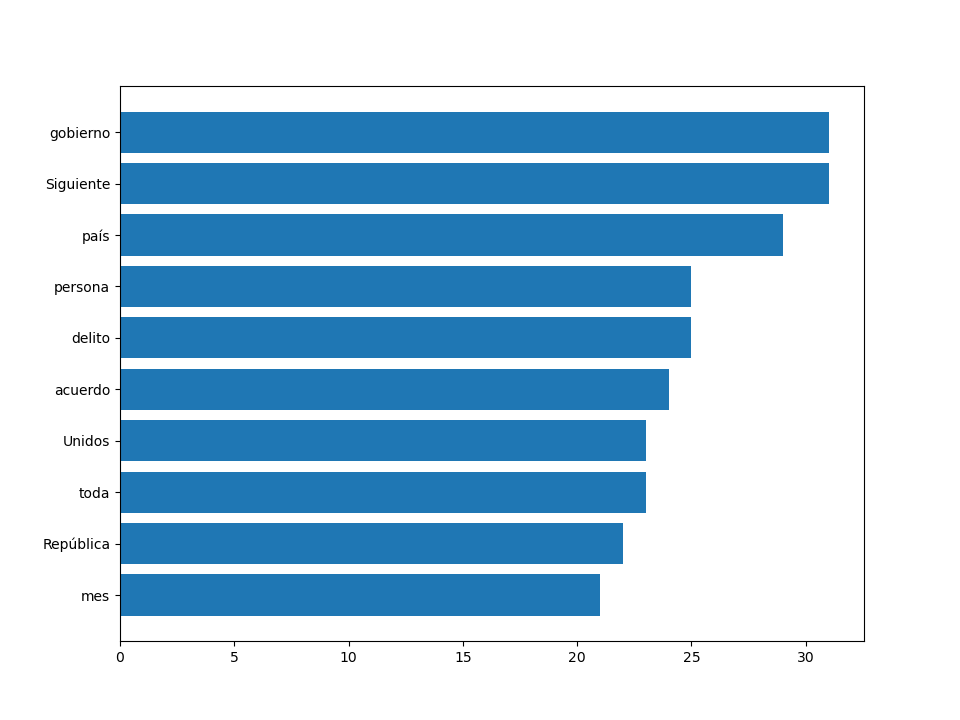 gobierno
Siguiente
país
persona
delito
acuerdo
Unidos
toda
República
mes
0 5 10 15 20 25 30